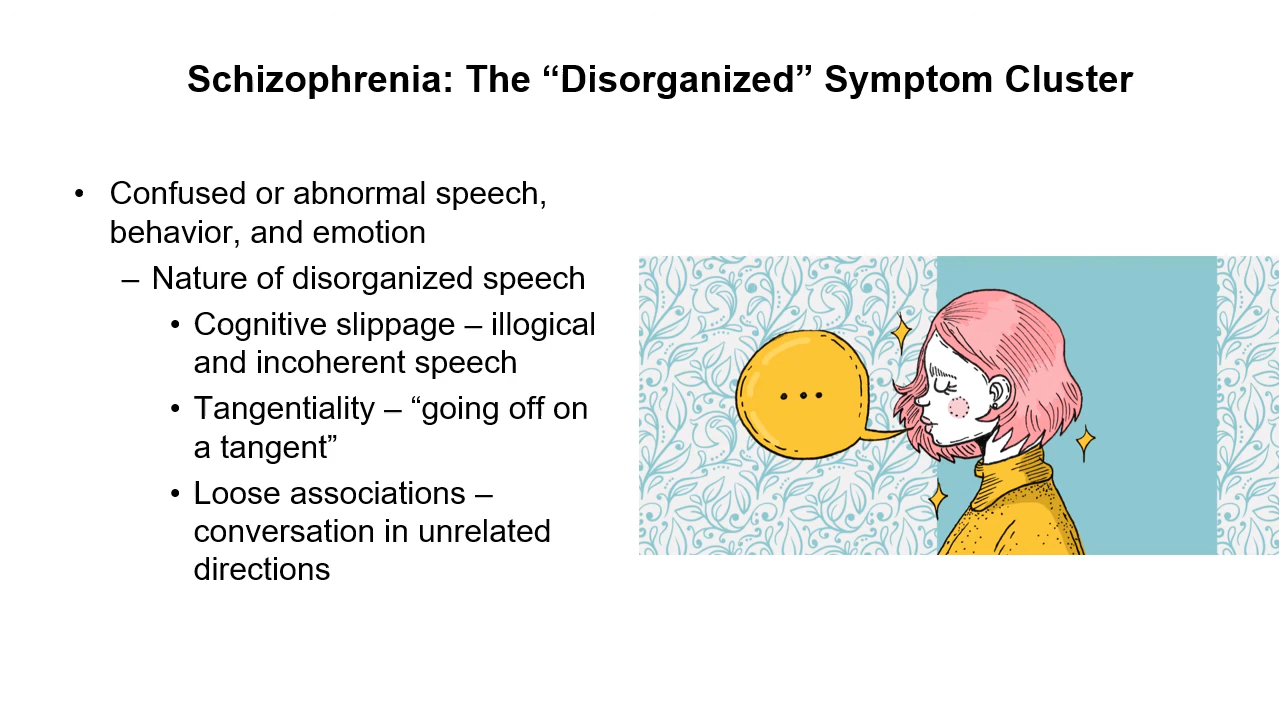 Schizophrenia: The “Disorganized” Symptom Cluster
• Confused or abnormal speech,
behavior, and emotion
– Nature of disorganized speech
• Cognitive slippage – illogical
and incoherent speech
• Tangentiality – “going off on
a tangent”
• Loose associations –
conversation in unrelated
directions
...